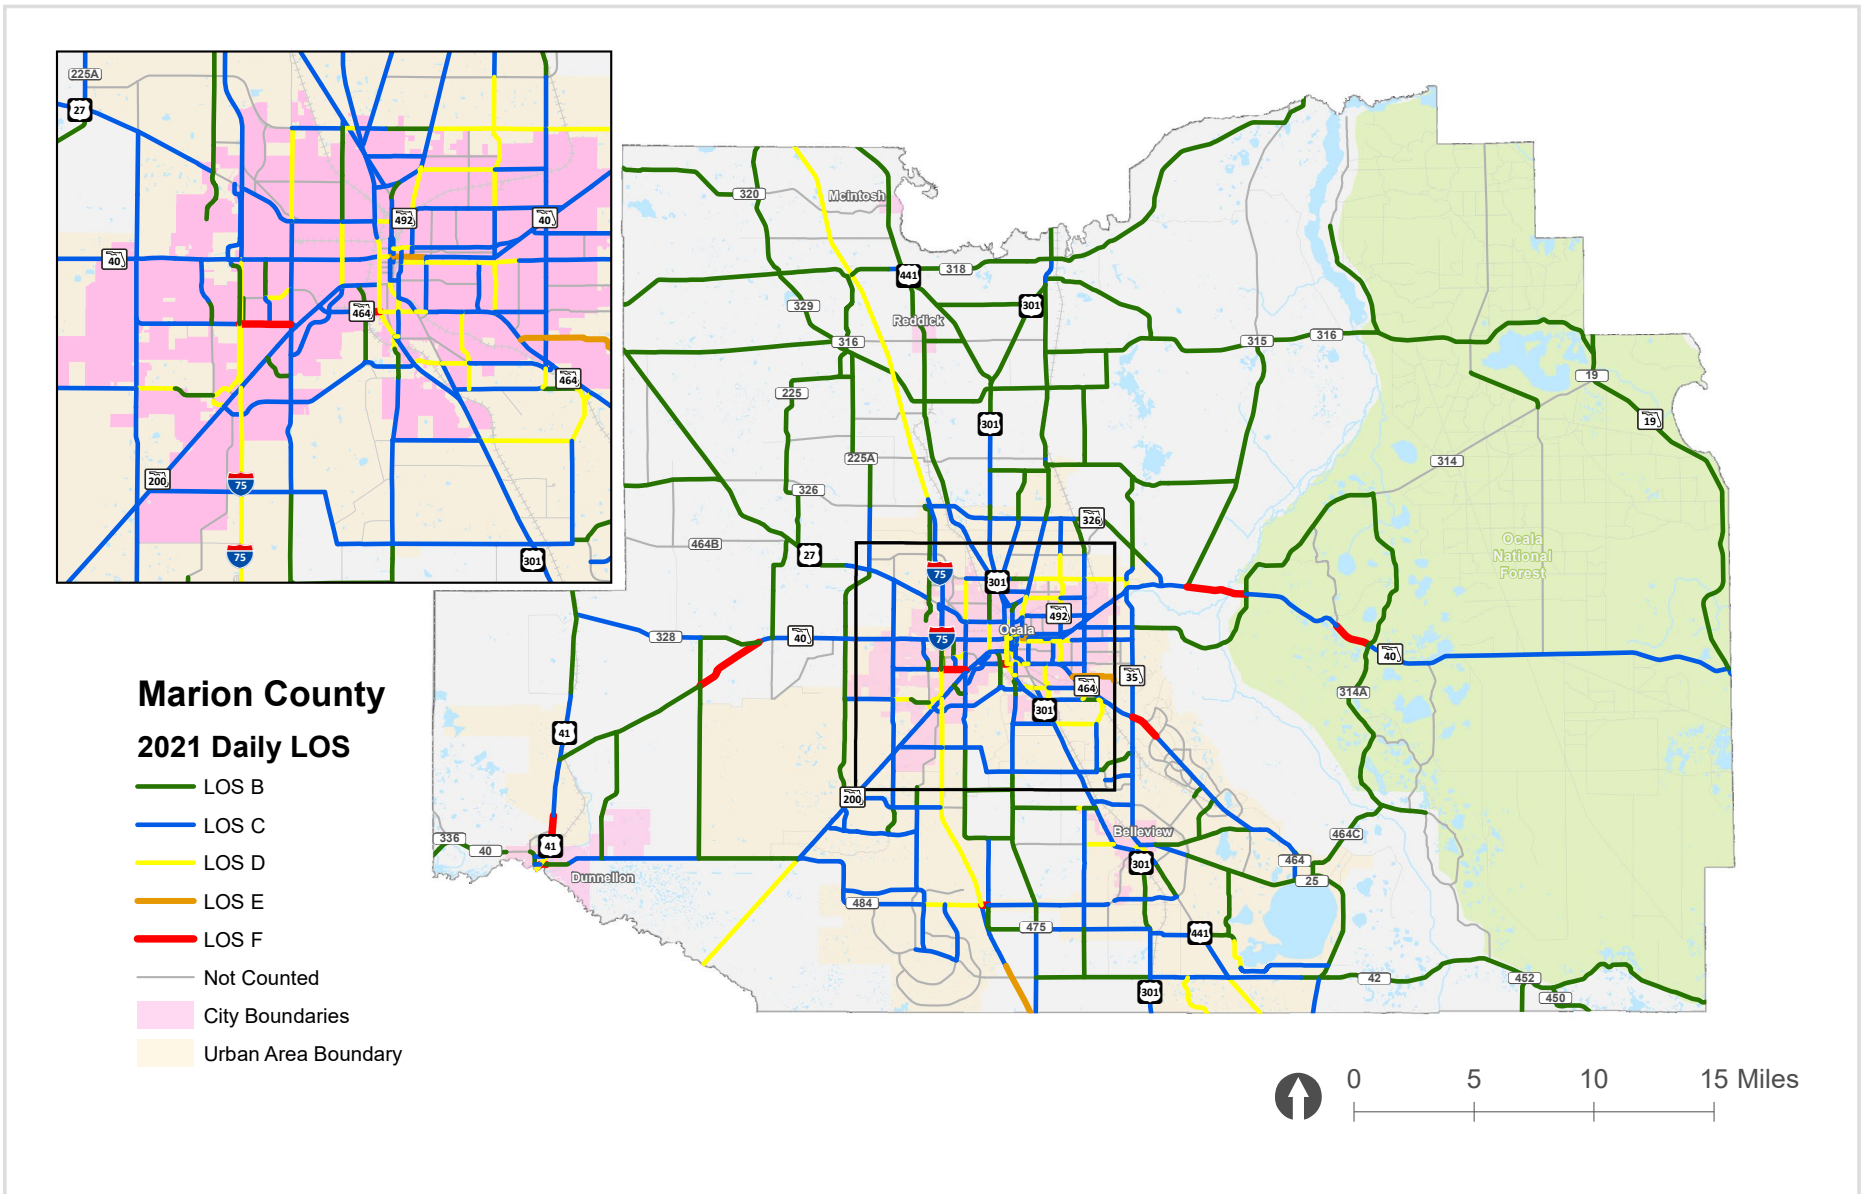 225A
27
492
40
40
464
464
200
75
75
301
320
McIntosh
441
318
329
301
Reddick
316
315
316
19
225
19
301
225A
314
326
326
464B
27
Ocala
National
Forest
75
301
492
328
40
75
Ocala
40
35
464
314A
301
41
200
336
40
41
Belleview
464C
301
464
25
Dunnellon
484
475
441
42
452
301
450
Marion County
2021 Daily LOS
LOS B
LOS C
LOS D
LOS E
LOS F
Not Counted
City Boundaries
Urban Area Boundary
0 5 10 15 Miles